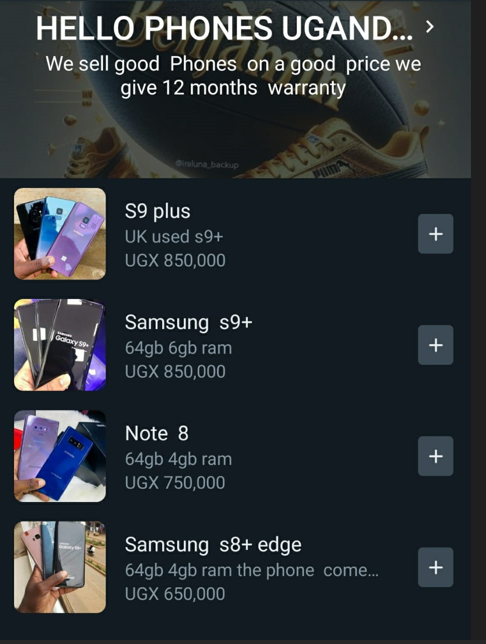 HELLO PHONES UGAND...
We sell good Phones on a good price we
give 12 months warranty
Benjamin
PUMA
@lrsluna_backup
S9 plus
UK used s9+
UGX 850,000
Galaxy S9+
Samsung s9+
64gb 6gb ram
UGX 850,000
Note 8
64gb 4gb ram
UGX 750,000
Samsung s8+ edge
64gb 4gb ram the phone come...
UGX 650,000